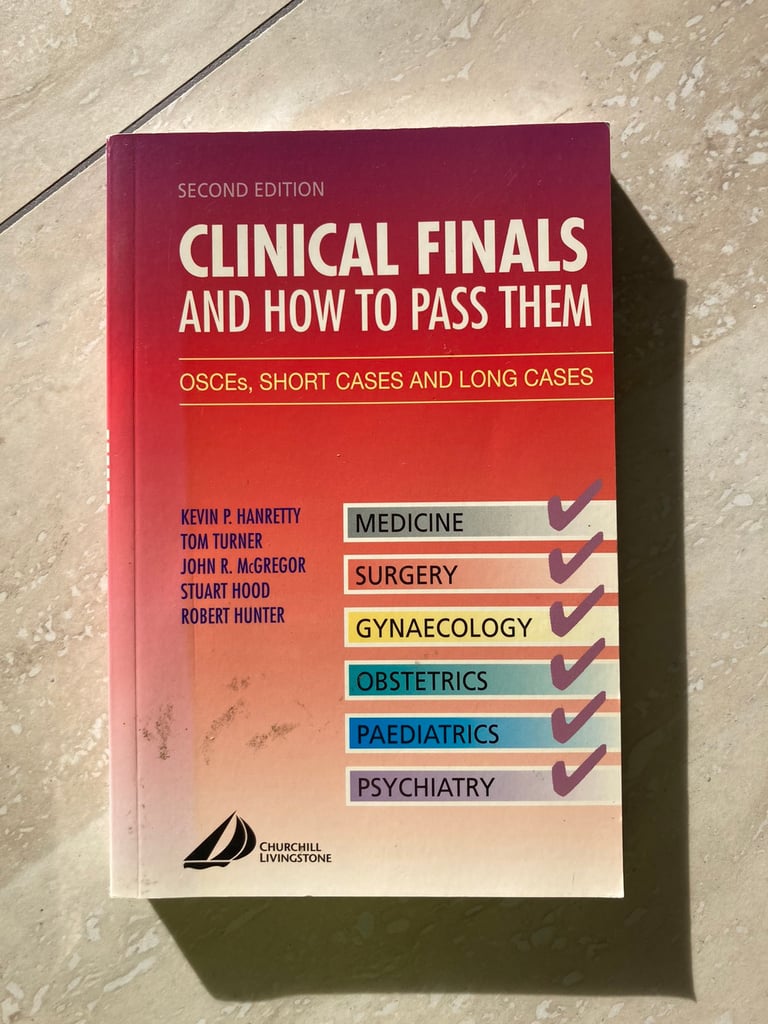 SECOND EDITION
CLINICAL FINALS
AND HOW TO PASS THEM
OSCEs, SHORT CASES AND LONG CASES
KEVIN P. HANRETTY
TOM TURNER
JOHN R. McGREGOR
STUART HOOD
ROBERT HUNTER
MEDICINE
SURGERY
GYNAECOLOGY
OBSTETRICS
PAEDIATRICS
PSYCHIATRY
CHURCHILL
LIVINGSTONE